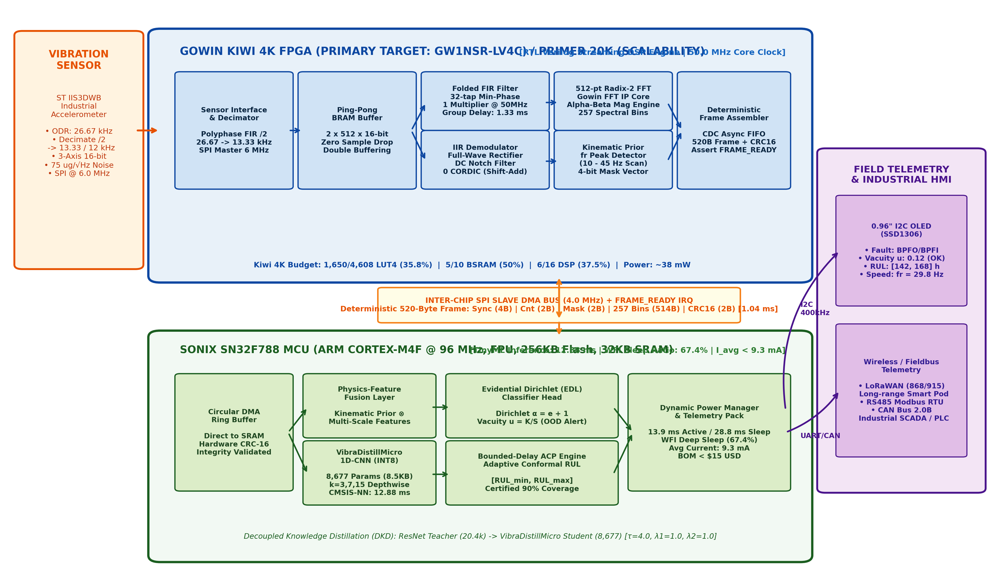 VIBRATION
SENSOR
ST IIS3DWB
Industrial
Accelerometer
• ODR: 26.67 kHz
• Decimate /2
-> 13.33 / 12 kHz
• 3-Axis 16-bit
• 75 ug/√Hz Noise
• SPI @ 6.0 MHz
GOWIN KIWI 4K FPGA (PRIMARY TARGET: GW1NSR-LV4C) / PRIMER 20K (SCALABILITY)
[RTL Verilog Streaming DSP Engine | 50.0 MHz Core Clock]
Sensor Interface
& Decimator
Polyphase FIR /2
26.67 -> 13.33 kHz
SPI Master 6 MHz
Ping-Pong
BRAM Buffer
2 x 512 x 16-bit
Zero Sample Drop
Double Buffering
Folded FIR Filter
32-tap Min-Phase
1 Multiplier @ 50MHz
Group Delay: 1.33 ms
512-pt Radix-2 FFT
Gowin FFT IP Core
Alpha-Beta Mag Engine
257 Spectral Bins
IIR Demodulator
Full-Wave Rectifier
DC Notch Filter
0 CORDIC (Shift-Add)
Kinematic Prior
fr Peak Detector
(10 - 45 Hz Scan)
4-bit Mask Vector
Deterministic
Frame Assembler
CDC Async FIFO
520B Frame + CRC16
Assert FRAME_READY
Kiwi 4K Budget: 1,650/4,608 LUT4 (35.8%) | 5/10 BSRAM (50%) | 6/16 DSP (37.5%) | Power: ~38 mW
INTER-CHIP SPI SLAVE DMA BUS (4.0 MHz) + FRAME_READY IRQ
Deterministic 520-Byte Frame: Sync (4B) | Cnt (2B) | Mask (2B) | 257 Bins (514B) | CRC16 (2B) [1.04 ms]
SONIX SN32F788 MCU (ARM CORTEX-M4F @ 96 MHz, FPU, 256KB Flash, 32KB SRAM)
[TinyML Inference: 12.88 ms | WFI Sleep Ratio: 67.4% | I_avg < 9.3 mA]
Circular DMA
Ring Buffer
Direct to SRAM
Hardware CRC-16
Integrity Validated
Physics-Feature
Fusion Layer
Kinematic Prior ⊗
Multi-Scale Features
VibraDistillMicro
1D-CNN (INT8)
8,677 Params (8.5KB)
k=3,7,15 Depthwise
CMSIS-NN: 12.88 ms
Evidential Dirichlet (EDL)
Classifier Head
Dirichlet α = e + 1
Vacuity u = K/S (OOD Alert)
Bounded-Delay ACP Engine
Adaptive Conformal RUL
[RUL_min, RUL_max]
Certified 90% Coverage
Dynamic Power Manager
& Telemetry Pack
13.9 ms Active / 28.8 ms Sleep
WFI Deep Sleep (67.4%)
Avg Current: 9.3 mA
BOM < $15 USD
Decoupled Knowledge Distillation (DKD): ResNet Teacher (20.4k) -> VibraDistillMicro Student (8,677) [τ=4.0, λ1=1.0, λ2=1.0]
I2C
400kHz
UART/CAN
FIELD TELEMETRY
& INDUSTRIAL HMI
0.96" I2C OLED
(SSD1306)
• Fault: BPFO/BPFI
• Vacuity u: 0.12 (OK)
• RUL: [142, 168] h
• Speed: fr = 29.8 Hz
Wireless / Fieldbus
Telemetry
• LoRaWAN (868/915)
Long-range Smart Pod
• RS485 Modbus RTU
• CAN Bus 2.0B
Industrial SCADA / PLC